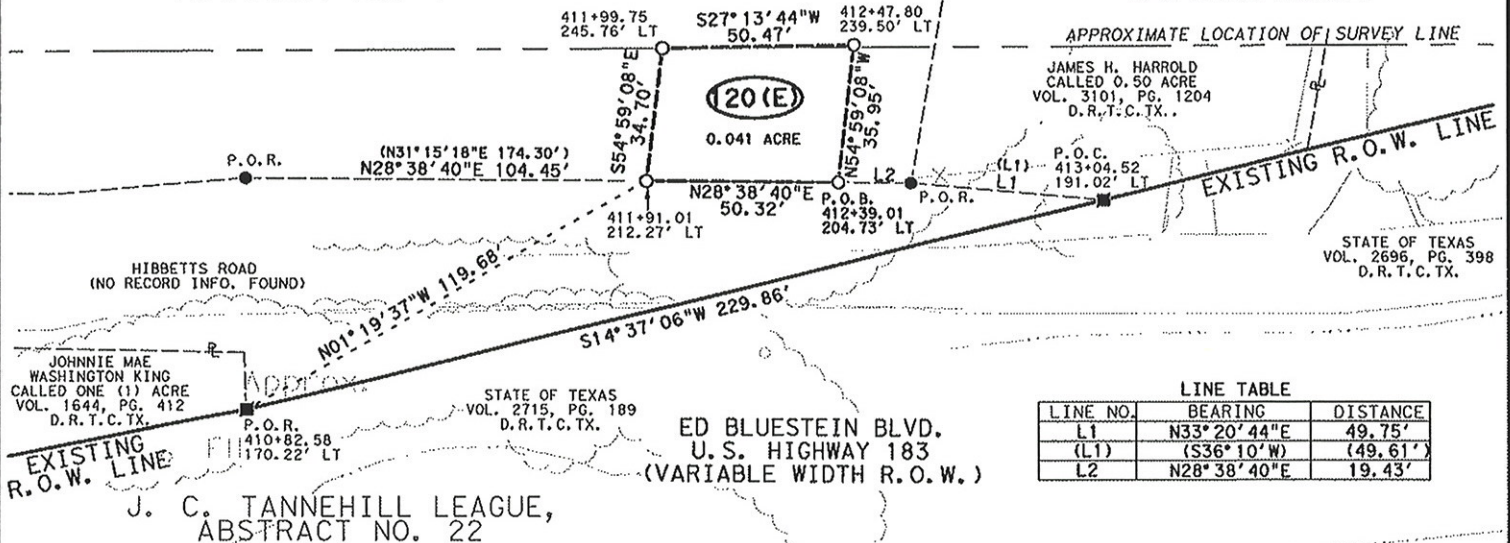 411+99.75
245.76' LT
S27°13'44"W
50.47'
412+47.80
239.50' LT
APPROXIMATE LOCATION OF SURVEY LINE
JAMES H. HARROLD
CALLED 0.50 ACRE
VOL. 3101, PG. 1204
D.R.T.C.TX.
S54°59'08"E
34.70'
120(E)
0.041 ACRE
N54°59'08"W
35.95'
P.O.R.
(N31°15'18"E 174.30')
N28°38'40"E 104.45'
N28°38'40"E
50.32'
L2
P.O.B.
412+39.01
204.73' LT
P.O.R.
(L1)
L1
P.O.C.
413+04.52
191.02' LT
EXISTING R.O.W. LINE
PL
411+91.01
212.27' LT
STATE OF TEXAS
VOL. 2696, PG. 398
D.R.T.C.TX.
HIBBETTS ROAD
(NO RECORD INFO. FOUND)
N01°19'37"W 119.68'
S14°37'06"W 229.86'
PL
JOHNNIE MAE
WASHINGTON KING
CALLED ONE (1) ACRE
VOL. 1644, PG. 412
D.R.T.C.TX.
Approx.
Fill
P.O.R.
410+82.58
170.22' LT
EXISTING
R.O.W. LINE
STATE OF TEXAS
VOL. 2715, PG. 189
D.R.T.C.TX.
ED BLUESTEIN BLVD.
U.S. HIGHWAY 183
(VARIABLE WIDTH R.O.W.)
LINE TABLE
LINE NO. BEARING DISTANCE
L1 N33°20'44"E 49.75'
(L1) (S36°10'W) (49.61')
L2 N28°38'40"E 19.43'
J. C. TANNEHILL LEAGUE,
ABSTRACT NO. 22